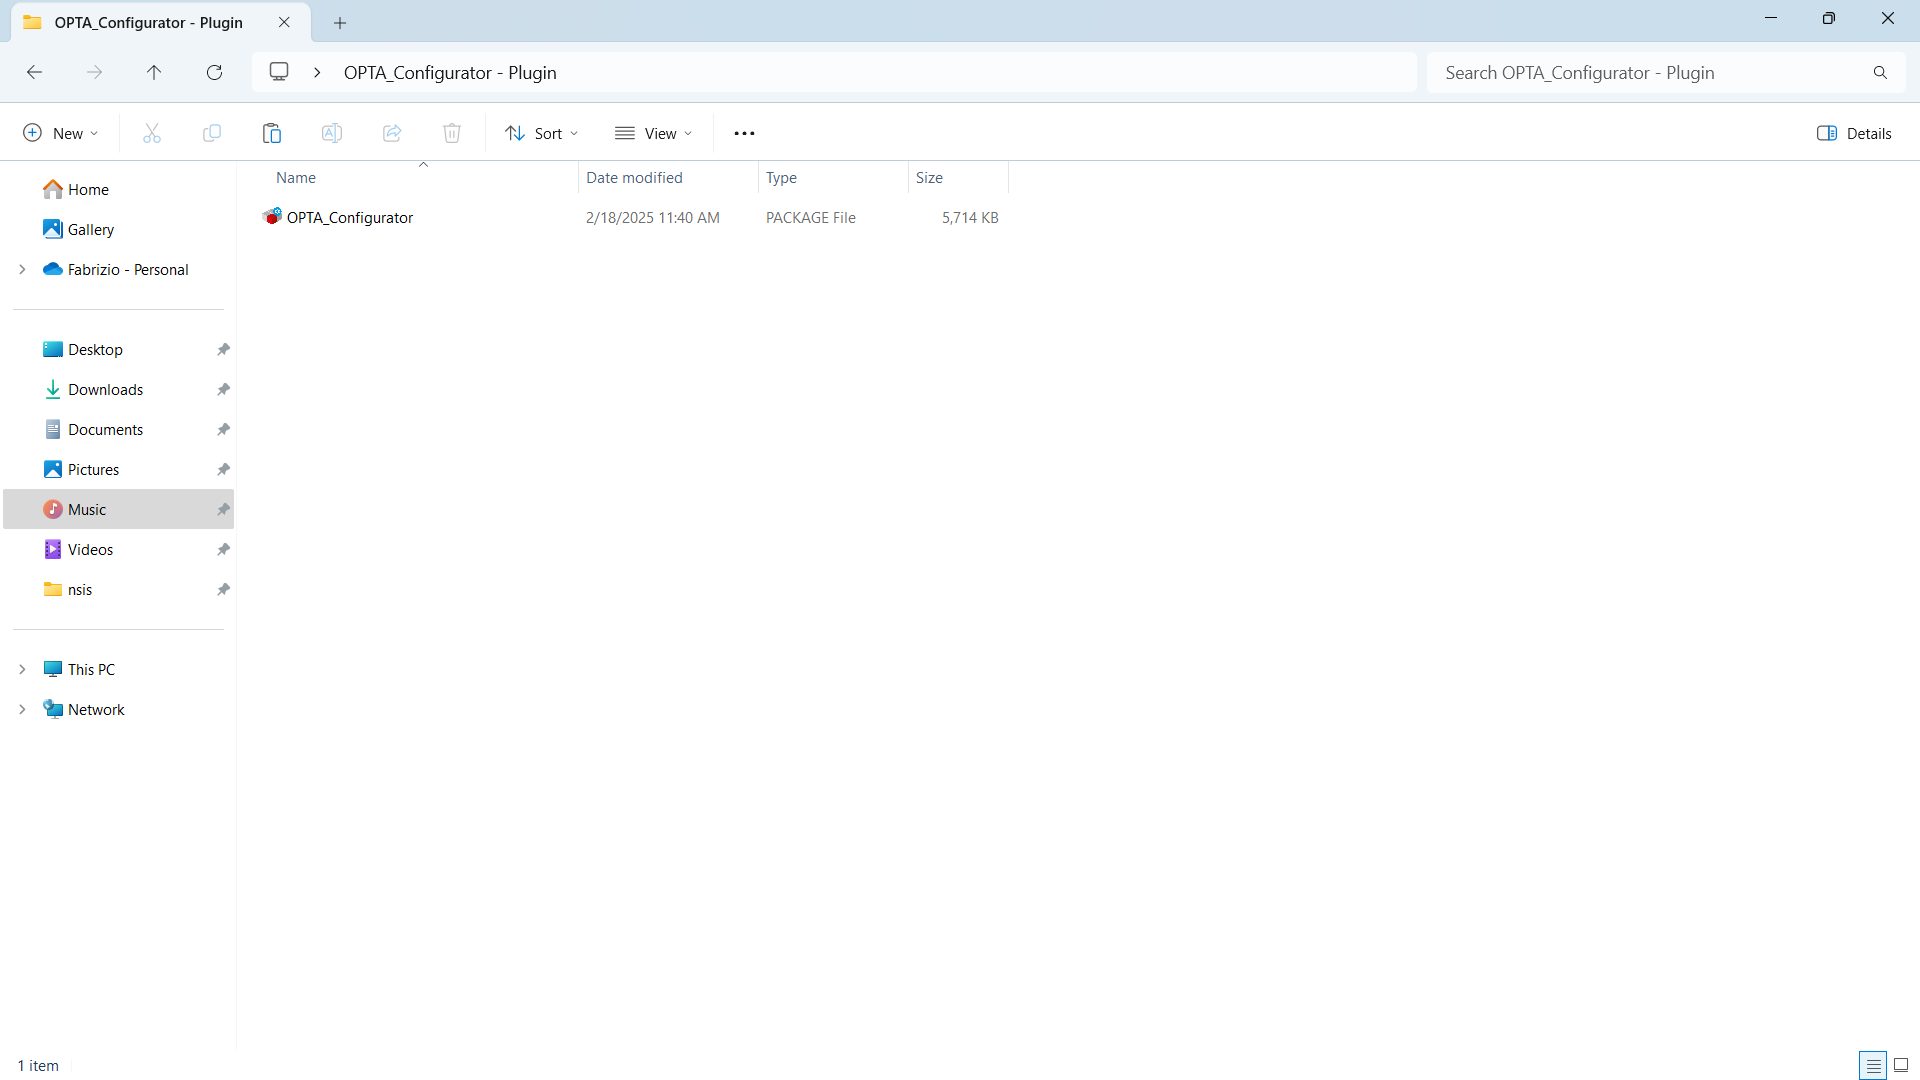 OPTA_Configurator - Plugin
OPTA_Configurator - Plugin
Search OPTA_Configurator - Plugin
New
Sort
View
Details
Name
Date modified
Type
Size
OPTA_Configurator
2/18/2025 11:40 AM
PACKAGE File
5,714 KB
Home
Gallery
Fabrizio - Personal
Desktop
Downloads
Documents
Pictures
Music
Videos
nsis
This PC
Network
1 item